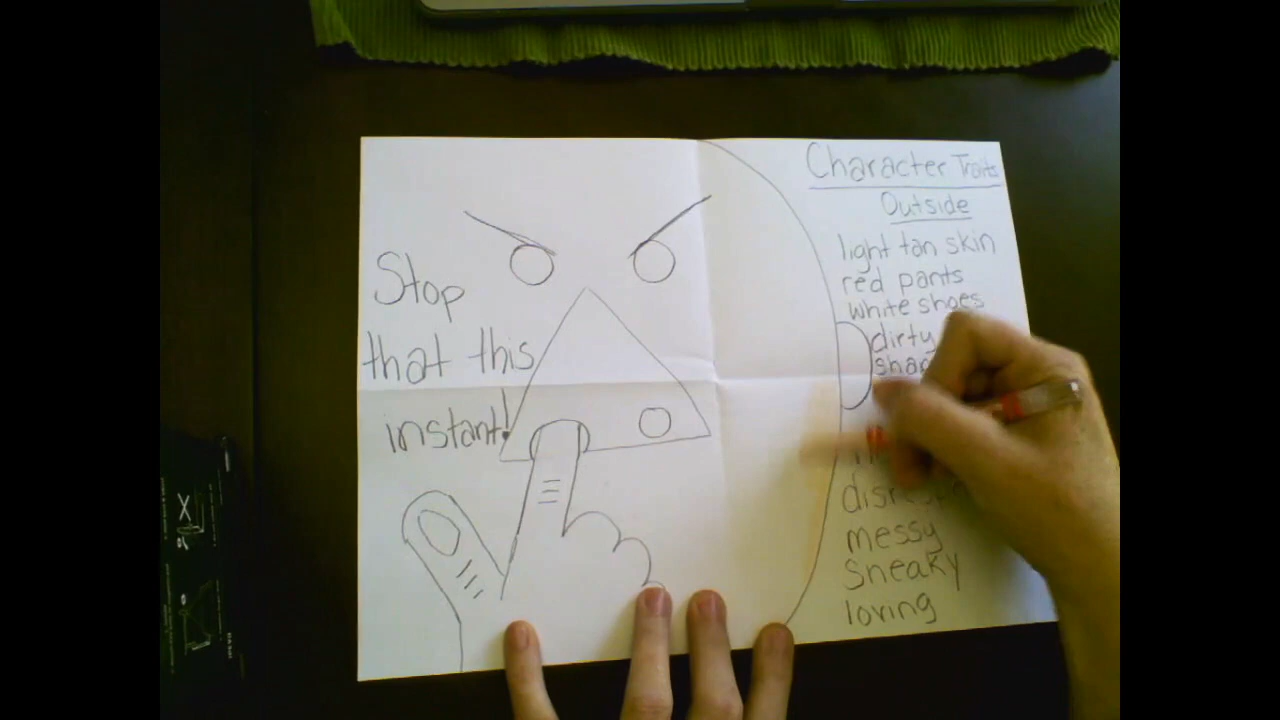 Stop
that this
instant!
Character Traits
Outside
light tan skin
red pants
white shoes
dirty
messy
sneaky
loving